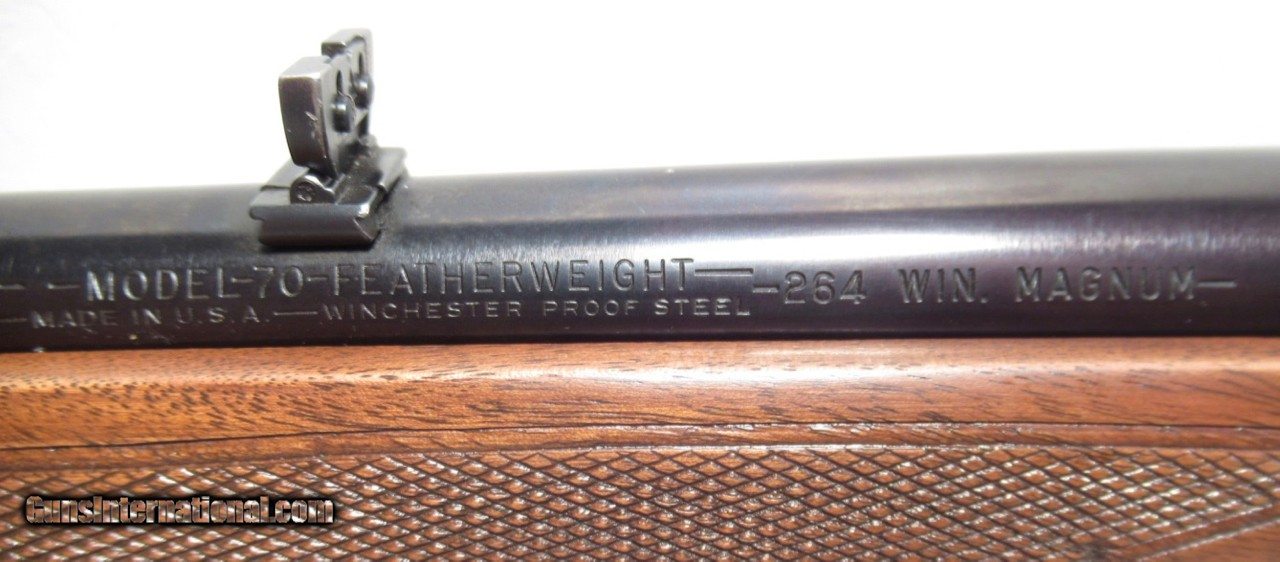 MODEL-70-FEATHERWEIGHT — -264 WIN. MAGNUM-
- MADE IN U.S.A. — WINCHESTER PROOF STEEL
GunsInternational.com